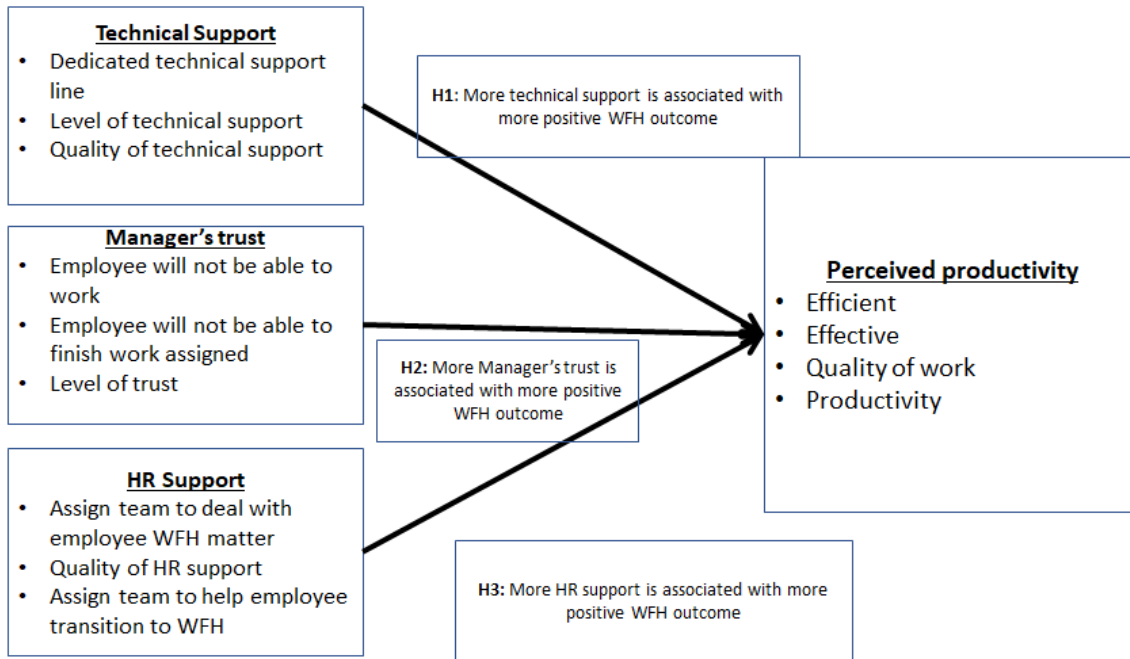 Technical Support
• Dedicated technical support
line
• Level of technical support
• Quality of technical support
H1: More technical support is associated with
more positive WFH outcome
Manager's trust
• Employee will not be able to
work
• Employee will not be able to
finish work assigned
• Level of trust
H2: More Manager's trust is
associated with more positive
WFH outcome
HR Support
• Assign team to deal with
employee WFH matter
• Quality of HR support
• Assign team to help employee
transition to WFH
H3: More HR support is associated with more
positive WFH outcome
Perceived productivity
• Efficient
• Effective
• Quality of work
• Productivity